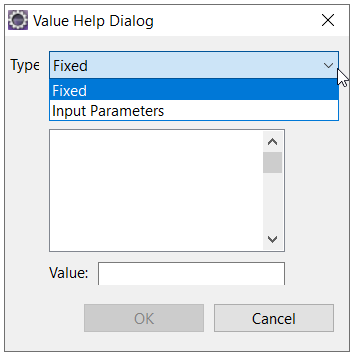 Value Help Dialog
Type Fixed
Fixed
Input Parameters
Value:
OK Cancel